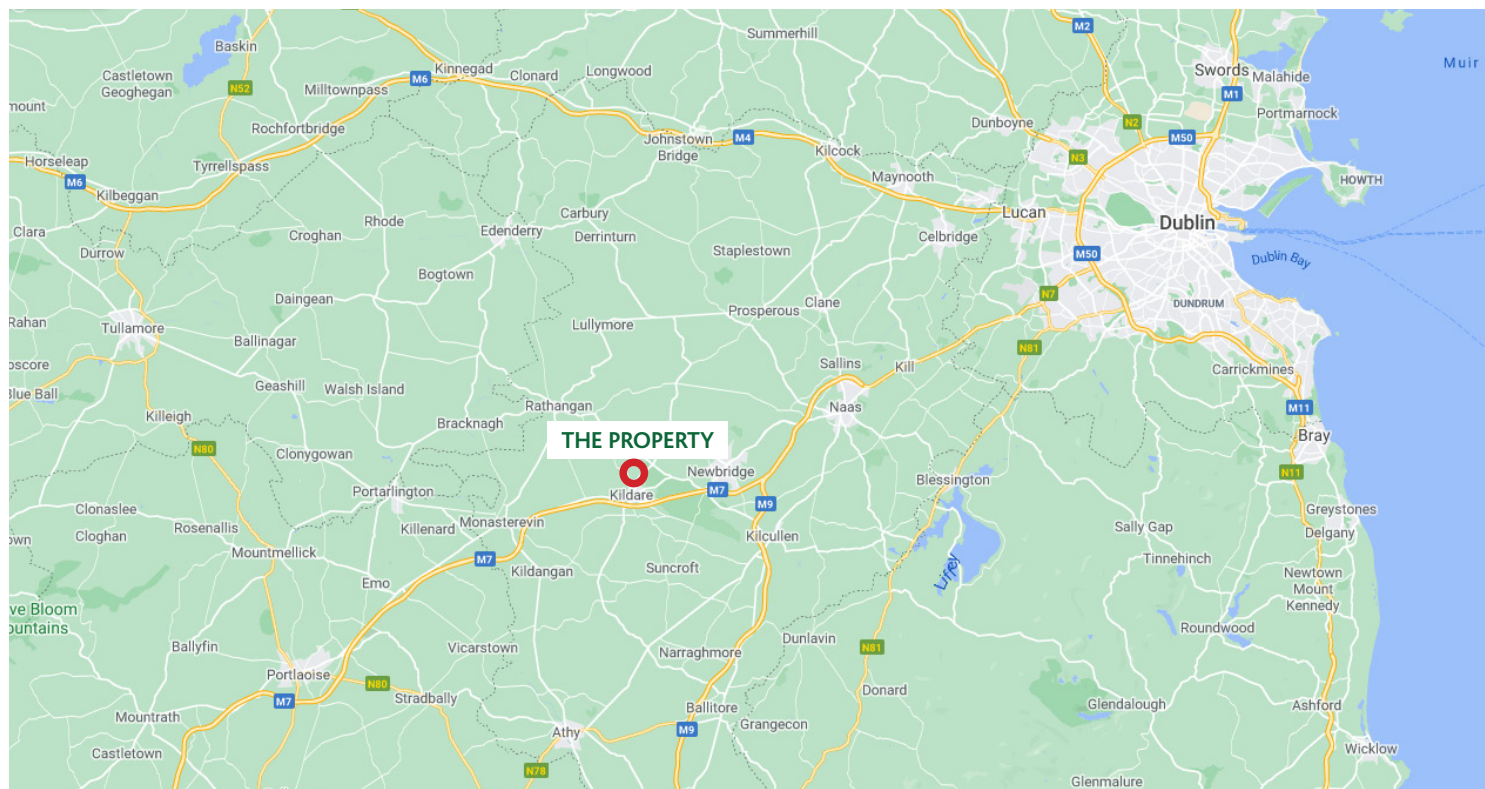 M2
Summerhill
Baskin
Muir
Kinnegad
Swords
Longwood
Castletown
Geoghegan
M6
Clonard
Malahide
N52
Milltownpass
M1
mount
Portmarnock
Rochfortbridge
Dunboyne
N2
M50
Johnstown
Bridge
M4
Kilcock
N3
Horseleap
Tyrrellspass
Maynooth
HOWTH
M6
Kilbeggan
Lucan
Carbury
Dublin
Rhode
Clara
Croghan
Edenderry
Derrinturn
Celbridge
Durrow
Staplestown
M50
Dublin Bay
Bogtown
N7
Daingean
Clane
DUNDRUM
Prosperous
Rahan
Tullamore
Lullymore
Ballinagar
N81
oscore
Sallins
Kill
Carrickmines
Geashill
Walsh Island
Blue Ball
Rathangan
Naas
M11
Killeigh
Bracknagh
Bray
THE PROPERTY
N80
Clonygowan
Newbridge
N11
Portarlington
Kildare
M7
Blessington
M9
Clonaslee
Greystones
Rosenallis
Killenard
Monasterevin
Sally Gap
own
Cloghan
Kilcullen
Delgany
Mountmellick
M7
Tinnehinch
Kildangan
Suncroft
Liffey
Newtown
Mount
Kennedy
Emo
ve Bloom
ountains
Roundwood
Dunlavin
Ballyfin
Vicarstown
Narraghmore
N81
Portlaoise
N80
Donard
M7
Stradbally
Glendalough
Ballitore
Ashford
Mountrath
Grangecon
M9
Athy
Castletown
Wicklow
N78
Glenmalure